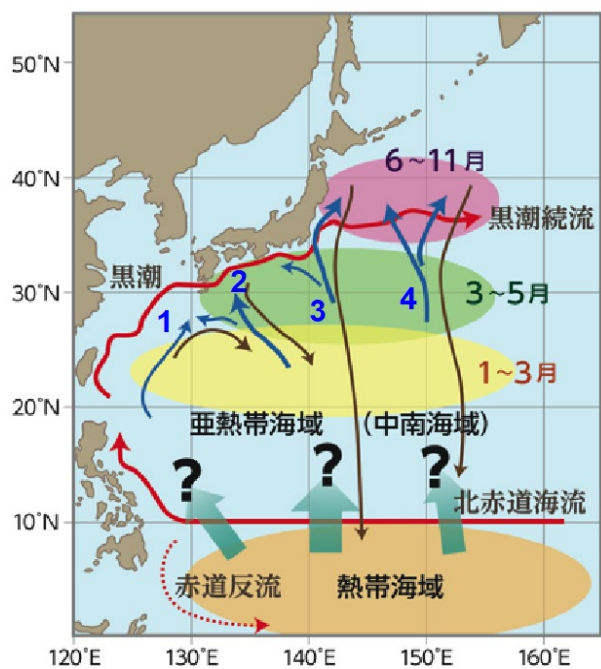 50˚N
40˚N
30˚N
20˚N
10˚N
120˚E
130˚E
140˚E
150˚E
160˚E
6～11月
黒潮続流
黒潮
3～5月
1～3月
1
2
3
4
亜熱帯海域　（中南海域）
?
?
?
北赤道海流
赤道反流
熱帯海域